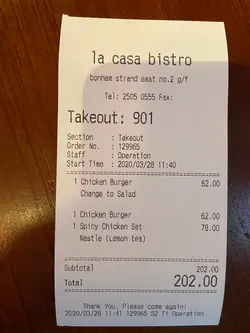 la casa bistro
bonham strand east no.2 g/f
Tel: 2505 0555 Fax:
Takeout: 901
Section : Takeout
Order No. : 129965
Staff : Operation
Start Time : 2020/03/28 11:40
1 Chicken Burger 62.00
Change to Salad
1 Chicken Burger 62.00
1 Spicy Chicken Set 78.00
Nestle (Lemon tea)
Subtotal 202.00
Total 202.00
Thank You, Please come again!
2020/03/28 11:41 129965 S2 T1 Operation